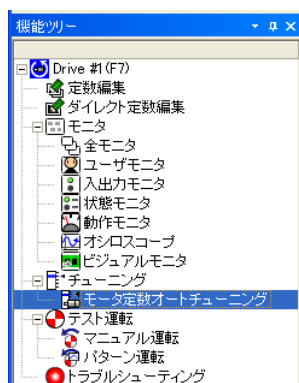 機能ツリー
Drive #1(F7)
定数編集
ダイレクト定数編集
モニタ
全モニタ
ユーザモニタ
入出力モニタ
状態モニタ
動作モニタ
オシロスコープ
ビジュアルモニタ
チューニング
モータ定数オートチューニング
テスト運転
マニュアル運転
パターン運転
トラブルシューティング